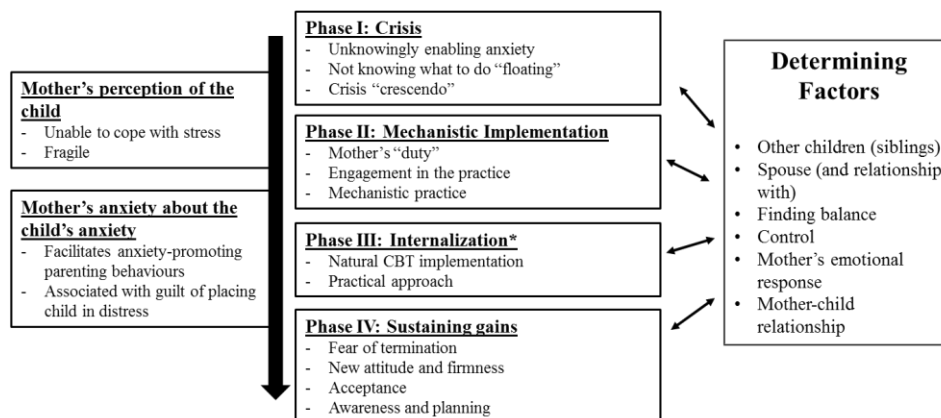 Phase I: Crisis
- Unknowingly enabling anxiety
- Not knowing what to do “floating”
- Crisis “crescendo”
Mother’s perception of the
child
- Unable to cope with stress
- Fragile
Phase II: Mechanistic Implementation
- Mother’s “duty”
- Engagement in the practice
- Mechanistic practice
Mother’s anxiety about the
child’s anxiety
- Facilitates anxiety-promoting
parenting behaviours
- Associated with guilt of placing
child in distress
Phase III: Internalization*
- Natural CBT implementation
- Practical approach
Phase IV: Sustaining gains
- Fear of termination
- New attitude and firmness
- Acceptance
- Awareness and planning
Determining
Factors
• Other children (siblings)
• Spouse (and relationship
with)
• Finding balance
• Control
• Mother’s emotional
response
• Mother-child
relationship